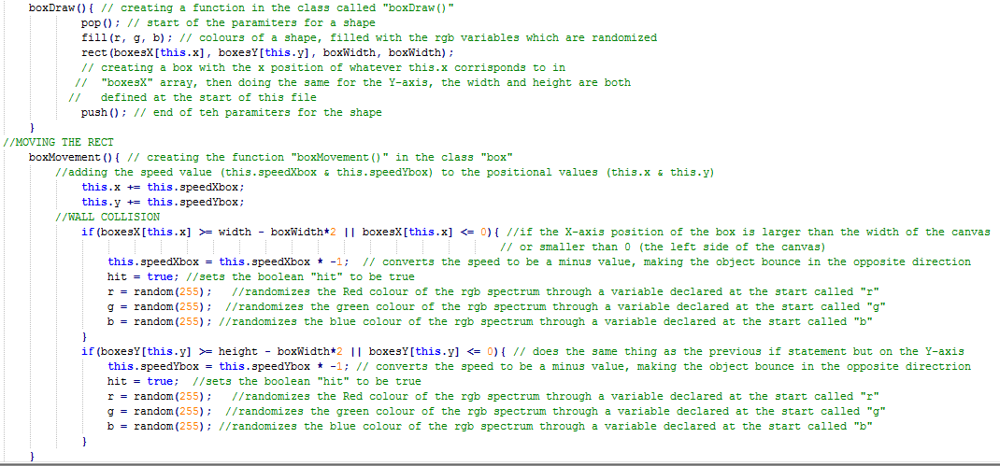 boxDraw(){ // creating a function in the class called "boxDraw()"
pop(); // start of the paramiters for a shape
fill(r, g, b); // colours of a shape, filled with the rgb variables which are randomized
rect(boxesX[this.x], boxesY[this.y], boxWidth, boxWidth);
// creating a box with the x position of whatever this.x corrisponds to in
// "boxesX" array, then doing the same for the Y-axis, the width and height are both
// defined at the start of this file
push(); // end of teh paramiters for the shape
}
//MOVING THE RECT
boxMovement(){ // creating the function "boxMovement()" in the class "box"
//adding the speed value (this.speedXbox & this.speedYbox) to the positional values (this.x & this.y)
this.x += this.speedXbox;
this.y += this.speedYbox;
//WALL COLLISION
if(boxesX[this.x] >= width - boxWidth*2 || boxesX[this.x] <= 0){ //if the X-axis position of the box is larger than the width of the canvas
// or smaller than 0 (the left side of the canvas)
this.speedXbox = this.speedXbox * -1; // converts the speed to be a minus value, making the object bounce in the opposite direction
hit = true; //sets the boolean "hit" to be true
r = random(255); //randomizes the Red colour of the rgb spectrum through a variable declared at the start called "r"
g = random(255); //randomizes the green colour of the rgb spectrum through a variable declared at the start called "g"
b = random(255); //randomizes the blue colour of the rgb spectrum through a variable declared at the start called "b"
}
if(boxesY[this.y] >= height - boxWidth*2 || boxesY[this.y] <= 0){ // does the same thing as the previous if statement but on the Y-axis
this.speedYbox = this.speedYbox * -1; // converts the speed to be a minus value, making the object bounce in the opposite directrion
hit = true; //sets the boolean "hit" to be true
r = random(255); //randomizes the Red colour of the rgb spectrum through a variable declared at the start called "r"
g = random(255); //randomizes the green colour of the rgb spectrum through a variable declared at the start called "g"
b = random(255); //randomizes the blue colour of the rgb spectrum through a variable declared at the start called "b"
}
}